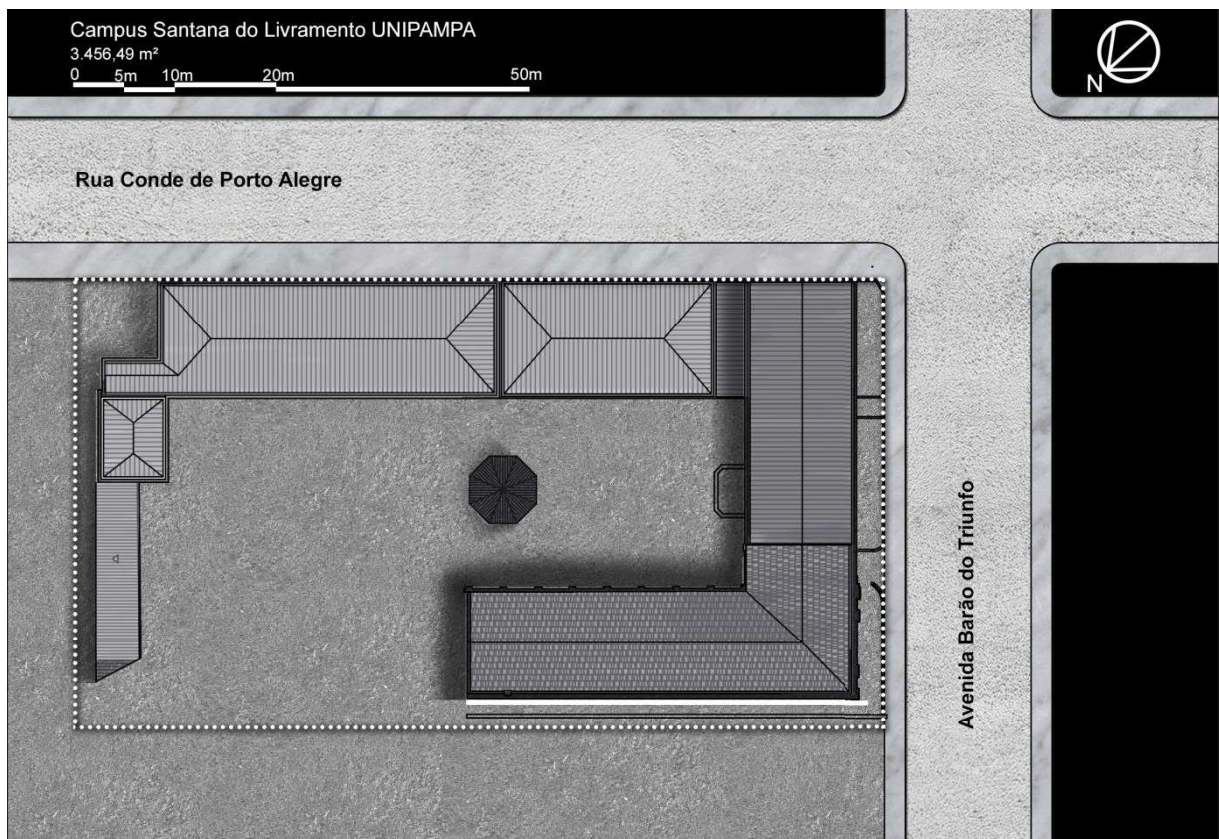 Campus Santana do Livramento UNIPAMPA
3.456,49 m²
0 5m 10m 20m 50m
N
Rua Conde de Porto Alegre
Avenida Barão do Triunfo